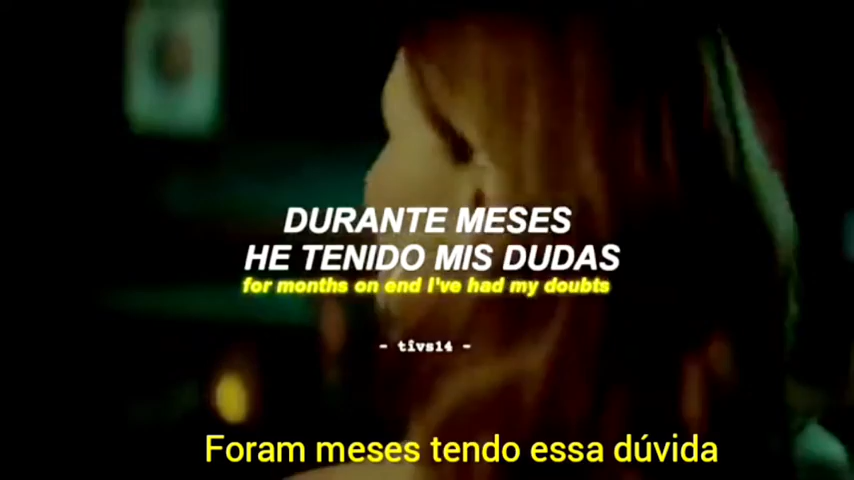 DURANTE MESES
HE TENIDO MIS DUDAS
for months on end I've had my doubts
- tivs14 -
Foram meses tendo essa dúvida